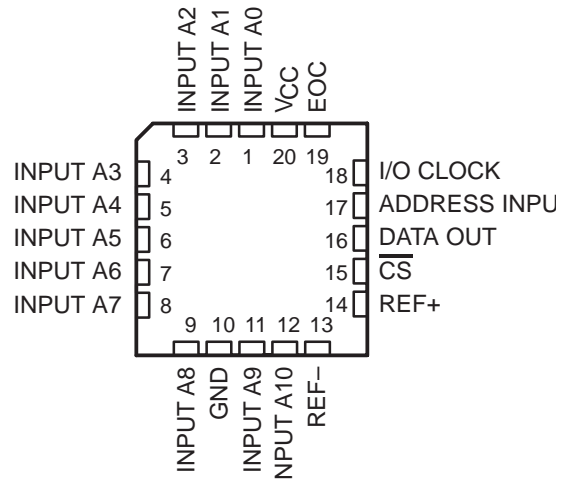 INPUT A2
INPUT A1
INPUT A0
VCC
EOC
3 2 1 20 19
INPUT A3 4
INPUT A4 5
INPUT A5 6
INPUT A6 7
INPUT A7 8
18 I/O CLOCK
17 ADDRESS INPU
16 DATA OUT
15 CS
14 REF+
9 10 11 12 13
INPUT A8
GND
INPUT A9
NPUT A10
REF–